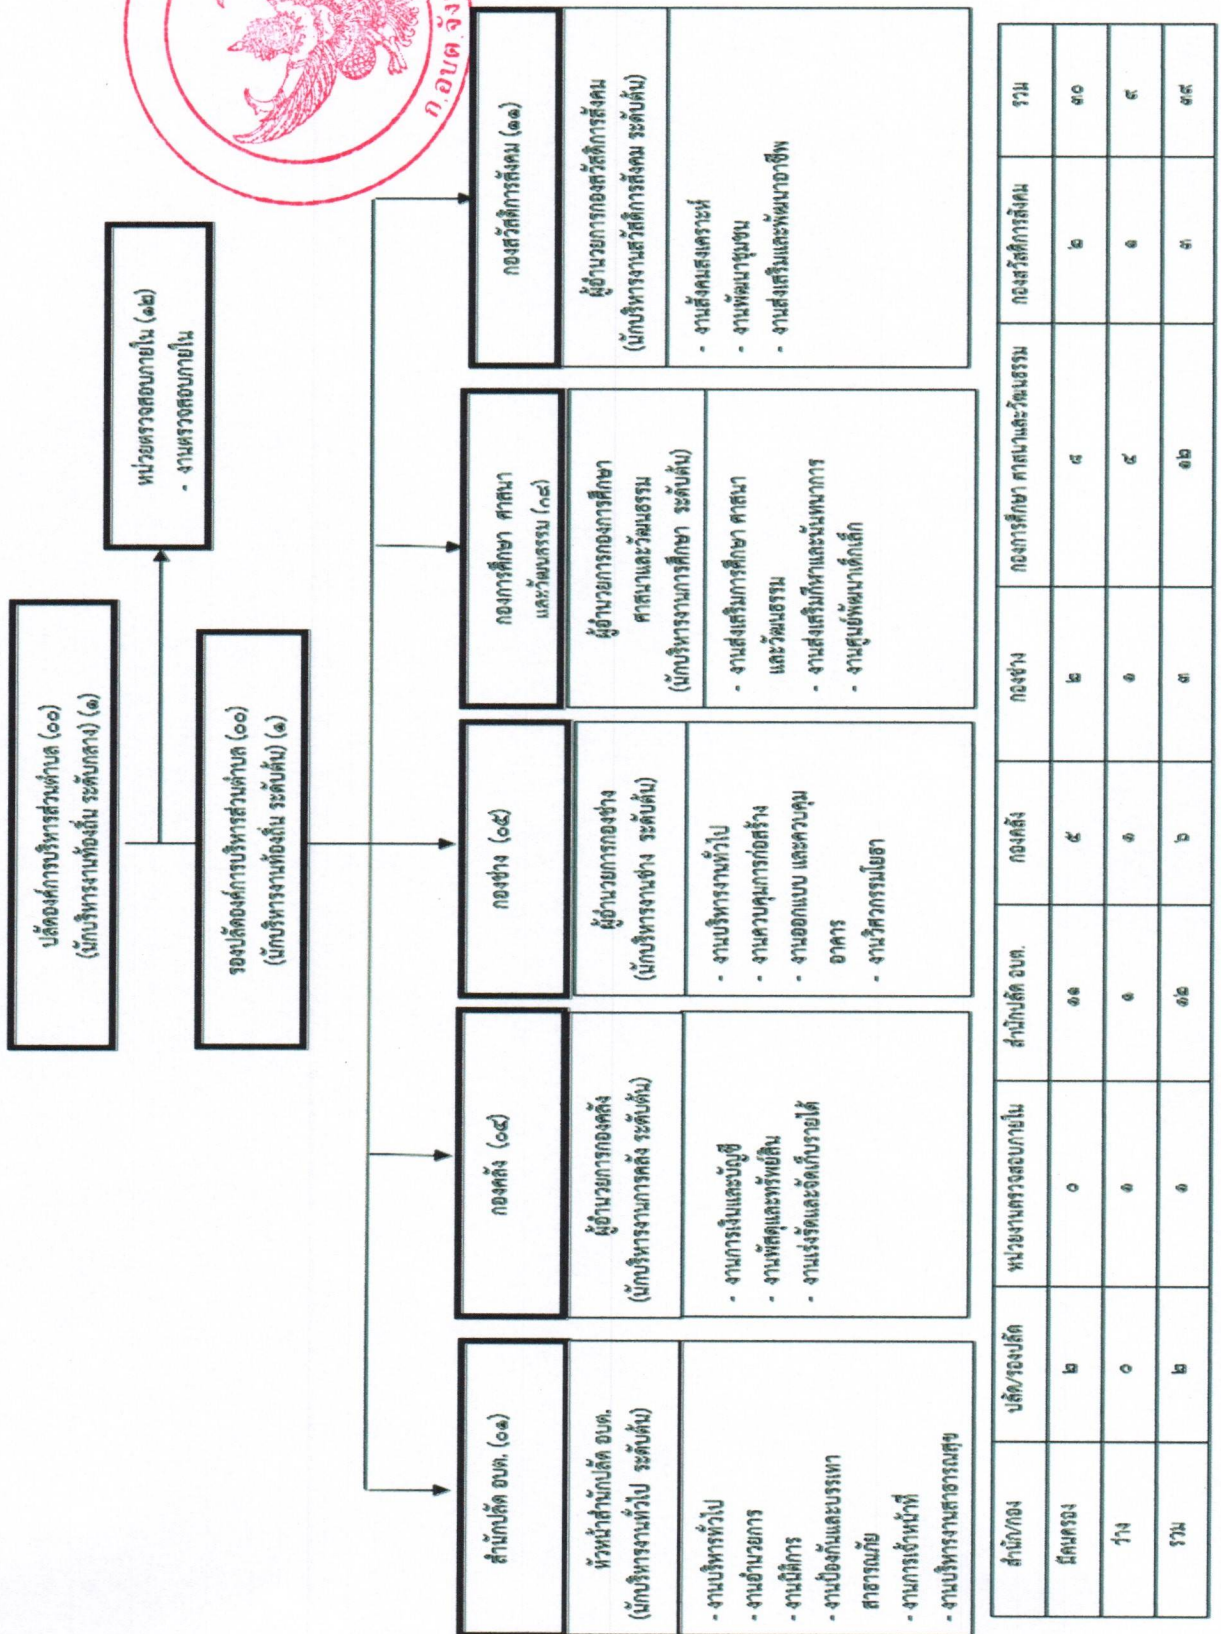 ปลัดองค์การบริหารส่วนตำบล (๐๐)
(นักบริหารงานท้องถิ่น ระดับกลาง) (๑)
หน่วยตรวจสอบภายใน (๑๒)
- งานตรวจสอบภายใน
รองปลัดองค์การบริหารส่วนตำบล (๐๐)
(นักบริหารงานท้องถิ่น ระดับต้น) (๑)
ก.อบต.จัง
สำนักปลัด อบต. (๐๑)
หัวหน้าสำนักปลัด อบต.
(นักบริหารงานทั่วไป ระดับต้น)
- งานบริหารทั่วไป
- งานอำนวยการ
- งานนิติการ
- งานป้องกันและบรรเทา
สาธารณภัย
- งานการเจ้าหน้าที่
- งานบริหารงานสาธารณสุข
กองคลัง (๐๔)
ผู้อำนวยการกองคลัง
(นักบริหารงานการคลัง ระดับต้น)
- งานการเงินและบัญชี
- งานพัสดุและทรัพย์สิน
- งานเร่งรัดและจัดเก็บรายได้
กองช่าง (๐๕)
ผู้อำนวยการกองช่าง
(นักบริหารงานช่าง ระดับต้น)
- งานบริหารงานทั่วไป
- งานควบคุมการก่อสร้าง
- งานออกแบบ และควบคุม
อาคาร
- งานวิศวกรรมโยธา
กองการศึกษา ศาสนา
และวัฒนธรรม (๐๘)
ผู้อำนวยการกองการศึกษา
ศาสนาและวัฒนธรรม
(นักบริหารงานการศึกษา ระดับต้น)
- งานส่งเสริมการศึกษา ศาสนา
และวัฒนธรรม
- งานส่งเสริมกีฬาและนันทนาการ
- งานศูนย์พัฒนาเด็กเล็ก
กองสวัสดิการสังคม (๑๑)
ผู้อำนวยการกองสวัสดิการสังคม
(นักบริหารงานสวัสดิการสังคม ระดับต้น)
- งานสังคมสงเคราะห์
- งานพัฒนาชุมชน
- งานส่งเสริมและพัฒนาอาชีพ
สำนัก/กอง ปลัด/รองปลัด หน่วยงานตรวจสอบภายใน สำนักปลัด อบต. กองคลัง กองช่าง กองการศึกษา ศาสนาและวัฒนธรรม กองสวัสดิการสังคม รวม
มีคนครอง ๒ ๐ ๑๑ ๕ ๒ ๘ ๒ ๓๐
ว่าง ๐ ๑ ๑ ๑ ๑ ๔ ๑ ๙
รวม ๒ ๑ ๑๒ ๖ ๓ ๑๒ ๓ ๓๙